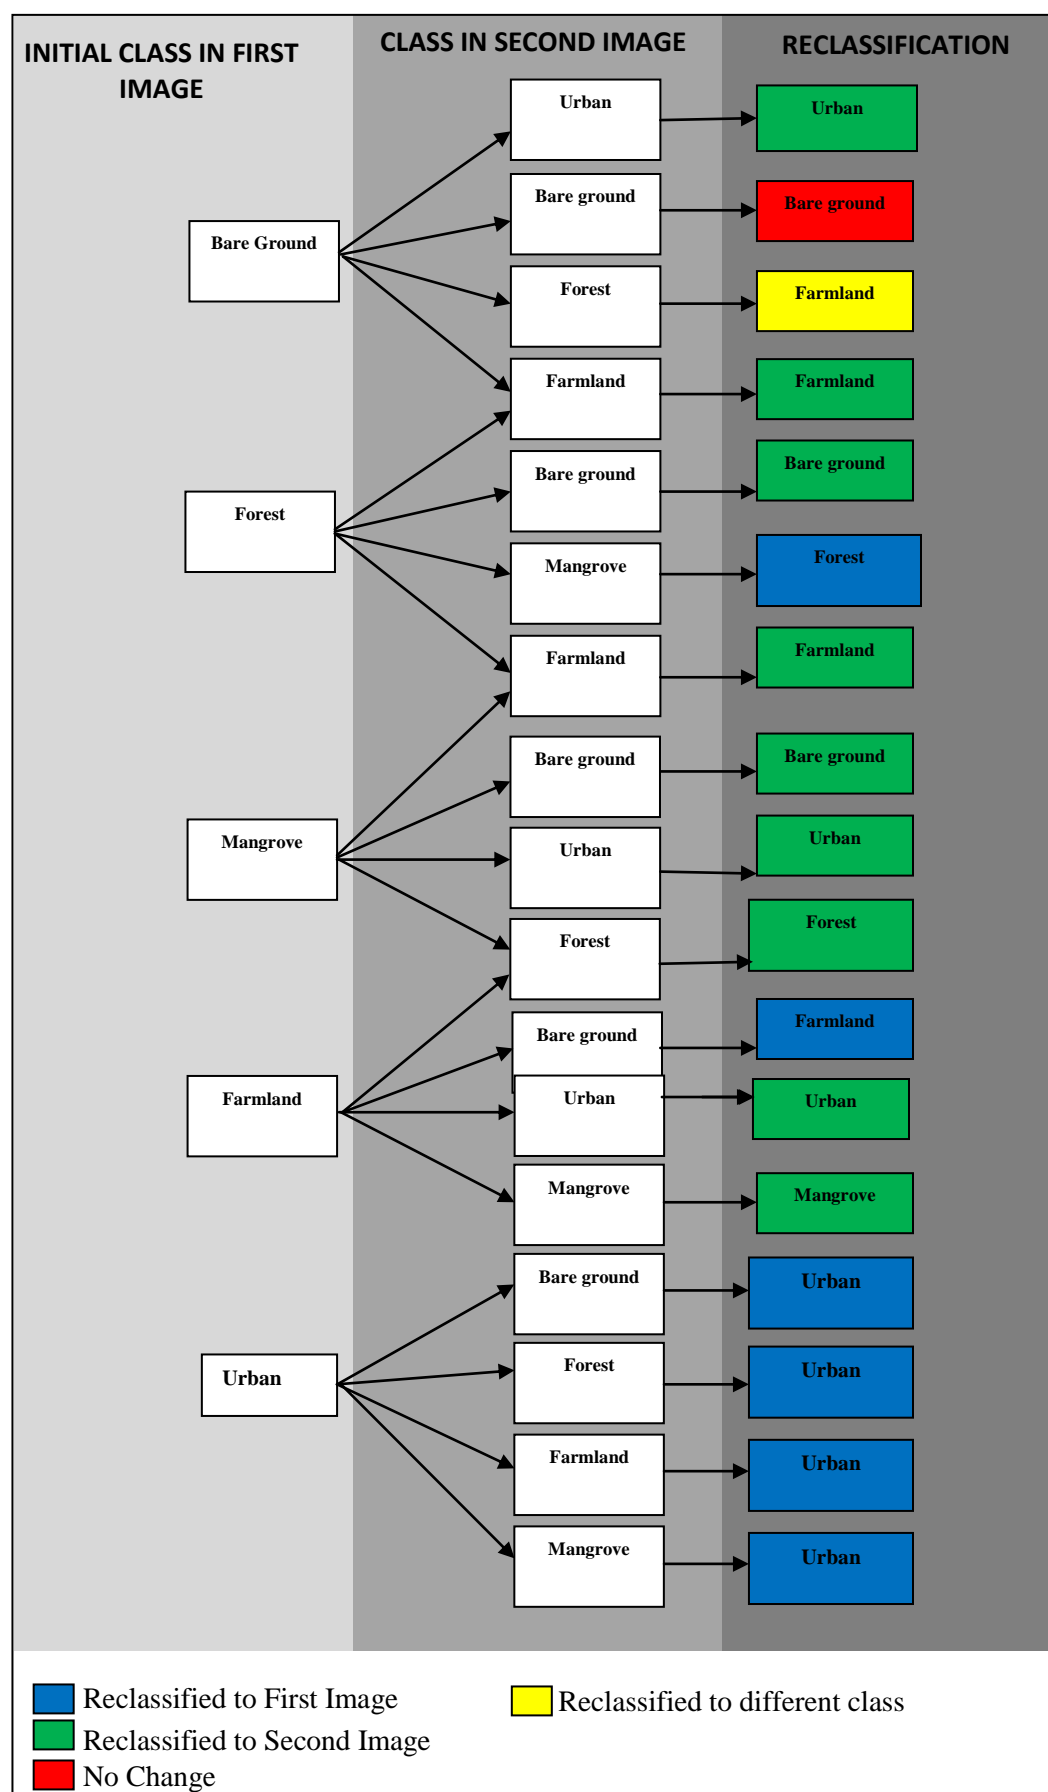 INITIAL CLASS IN FIRST
IMAGE
CLASS IN SECOND IMAGE
RECLASSIFICATION
Bare Ground
Forest
Mangrove
Farmland
Urban
Urban
Bare ground
Forest
Farmland
Bare ground
Mangrove
Farmland
Bare ground
Urban
Forest
Bare ground
Urban
Mangrove
Bare ground
Forest
Farmland
Mangrove
Urban
Bare ground
Farmland
Farmland
Bare ground
Forest
Farmland
Bare ground
Urban
Forest
Farmland
Urban
Mangrove
Urban
Urban
Urban
Urban
Reclassified to First Image
Reclassified to Second Image
No Change
Reclassified to different class